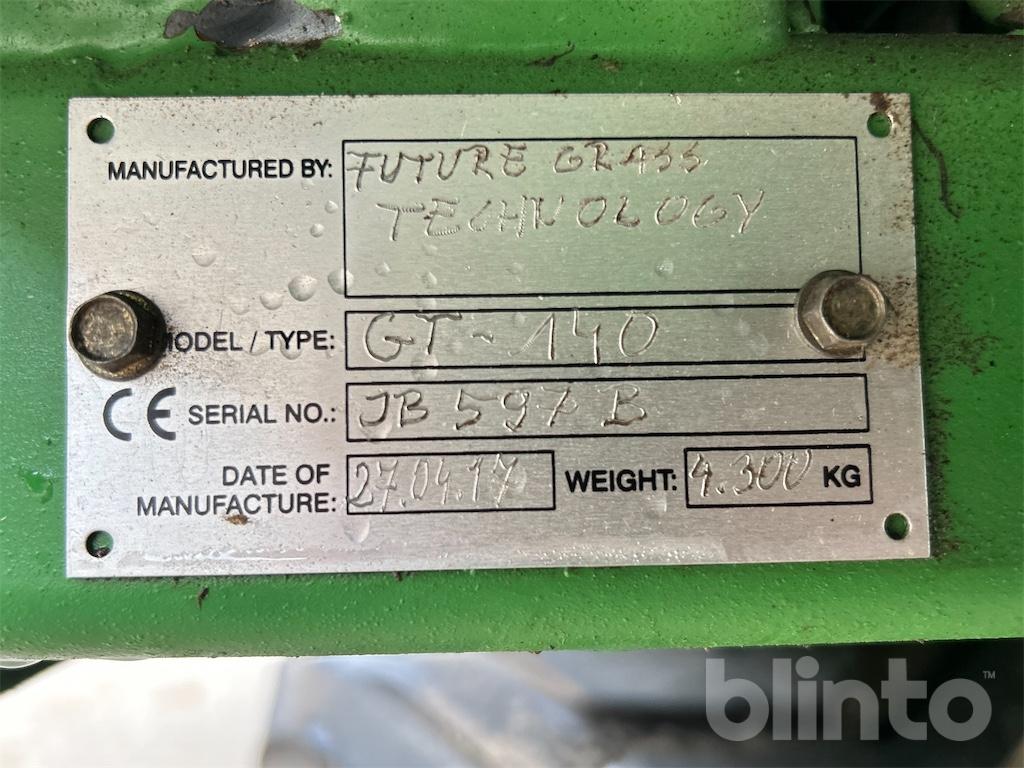 MANUFACTURED BY: FUTURE GRASS
TECHNOLOGY
MODEL / TYPE: GT-140
CE SERIAL NO.: JB 597 B
DATE OF
MANUFACTURE: 27.04.17 WEIGHT: 4.300 KG
blinto™